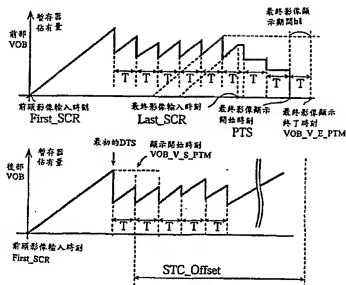 前部
VOB
暫存器
佔有量
最終影像顯
示期間b1
T T T T T T T T T
前頭影像輸入時刻
First_SCR
最終影像輸入時刻
Last_SCR
最終影像顯示
開始時刻
PTS
最終影像顯示
終了時刻
VOB_V_E_PTM
最初的DTS
顯示開始時刻
VOB_V_S_PTM
後部
VOB
暫存器
佔有量
T T T T T
前頭影像輸入時刻
First_SCR
STC_Offset